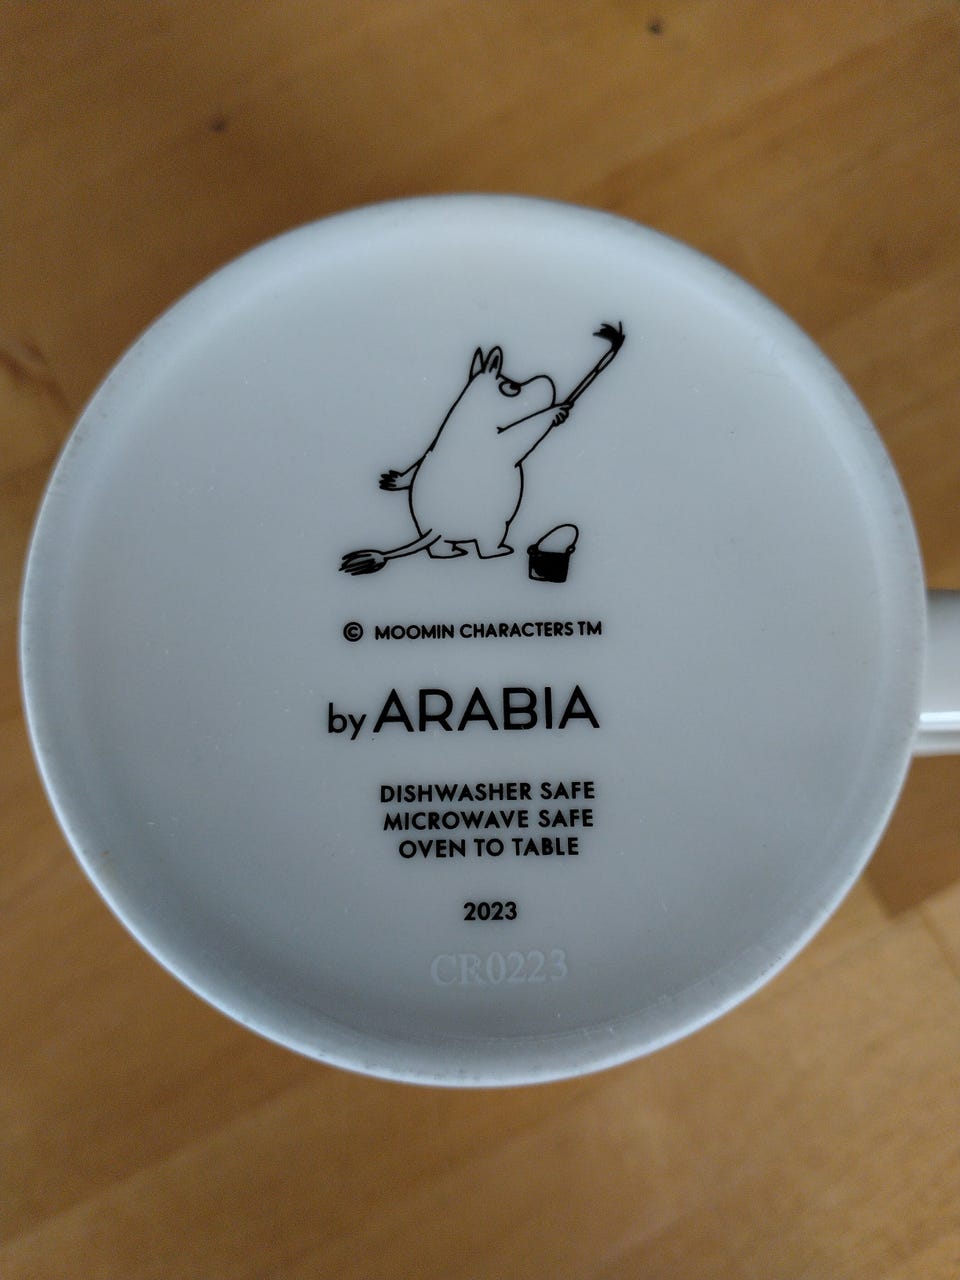 © MOOMIN CHARACTERS TM
by ARABIA
DISHWASHER SAFE
MICROWAVE SAFE
OVEN TO TABLE
2023
CR0223